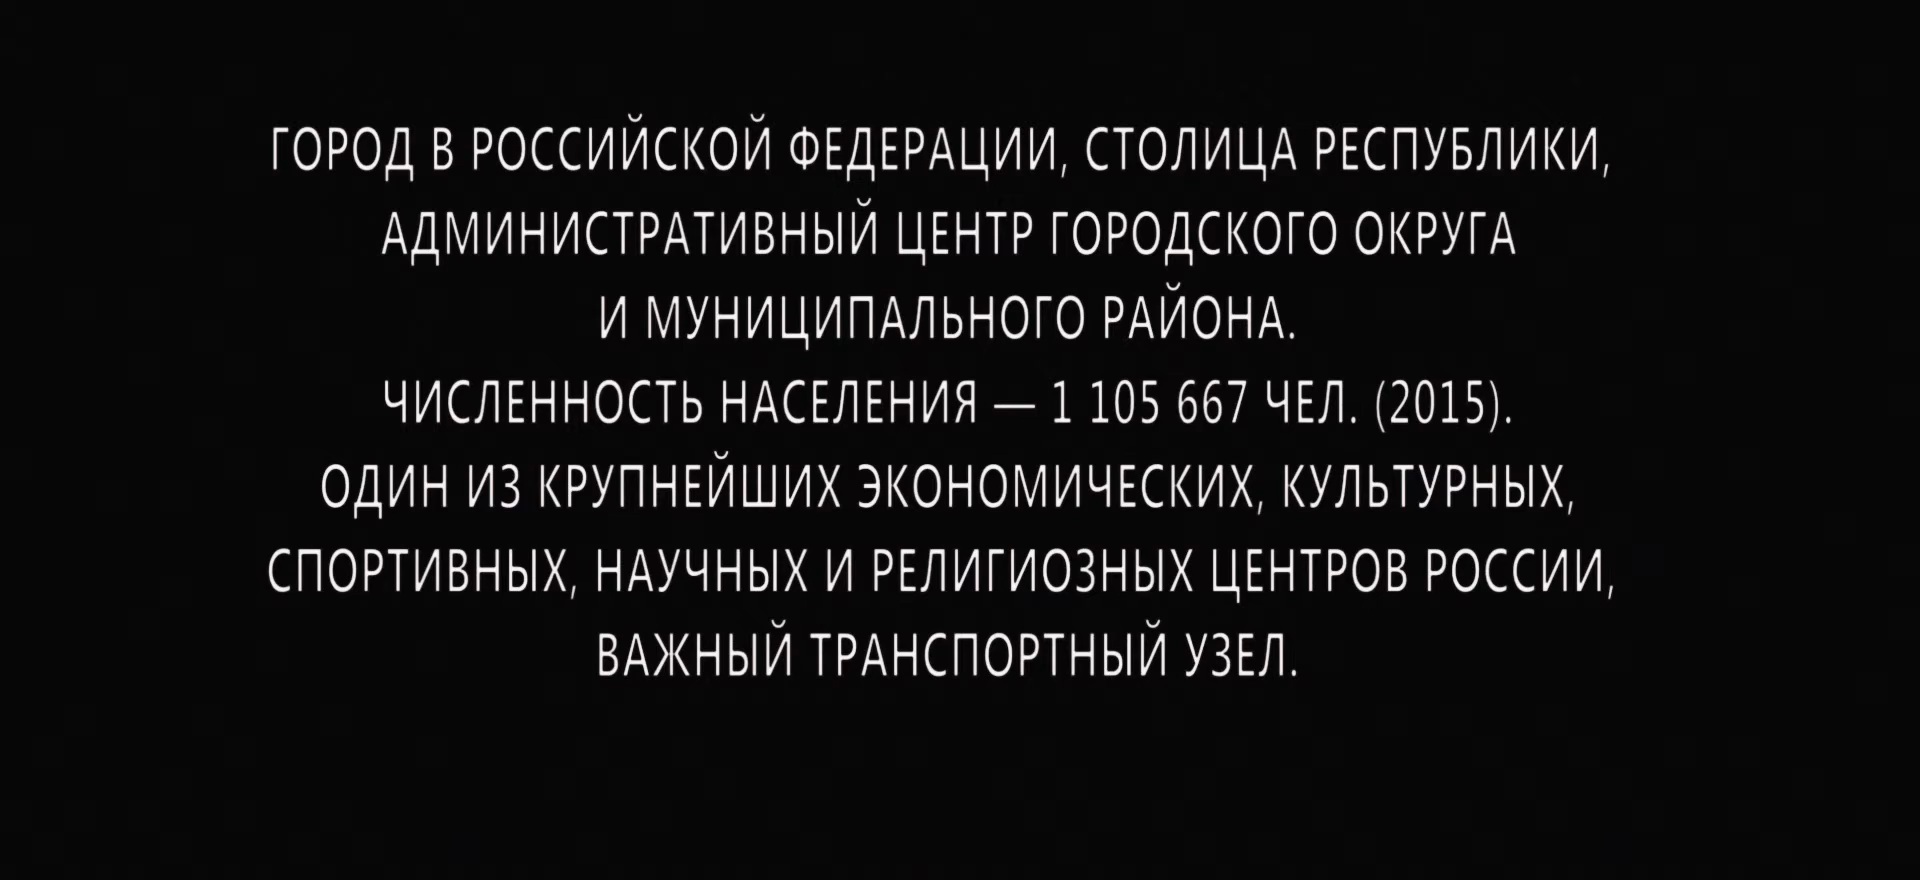 ГОРОД В РОССИЙСКОЙ ФЕДЕРАЦИИ, СТОЛИЦА РЕСПУБЛИКИ,
АДМИНИСТРАТИВНЫЙ ЦЕНТР ГОРОДСКОГО ОКРУГА
И МУНИЦИПАЛЬНОГО РАЙОНА.
ЧИСЛЕННОСТЬ НАСЕЛЕНИЯ — 1 105 667 ЧЕЛ. (2015).
ОДИН ИЗ КРУПНЕЙШИХ ЭКОНОМИЧЕСКИХ, КУЛЬТУРНЫХ,
СПОРТИВНЫХ, НАУЧНЫХ И РЕЛИГИОЗНЫХ ЦЕНТРОВ РОССИИ,
ВАЖНЫЙ ТРАНСПОРТНЫЙ УЗЕЛ.